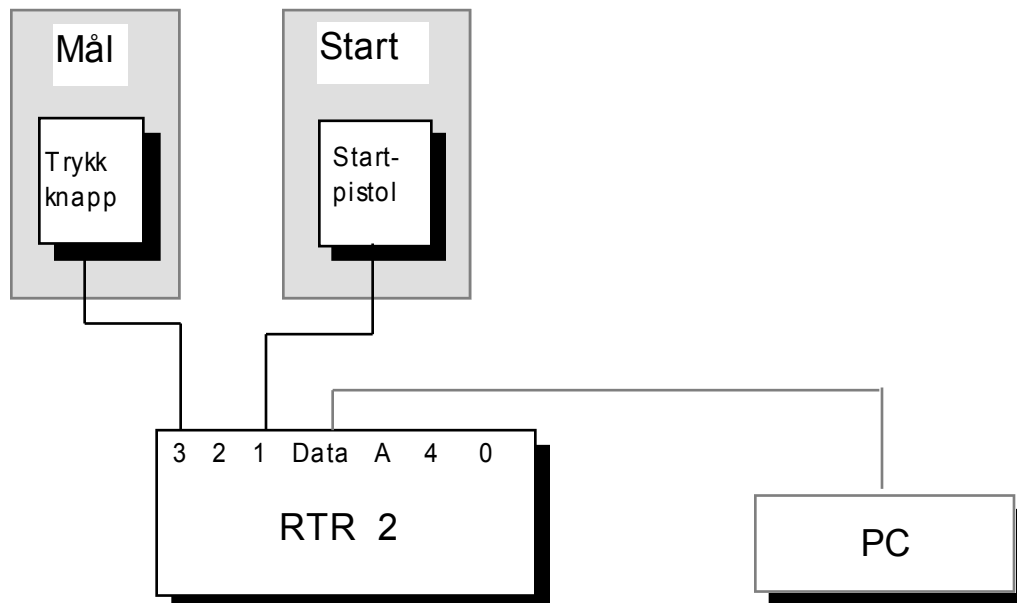 Mål
Start
Trykk
knapp
Start-
pistol
3 2 1 Data A 4 0
RTR 2
PC